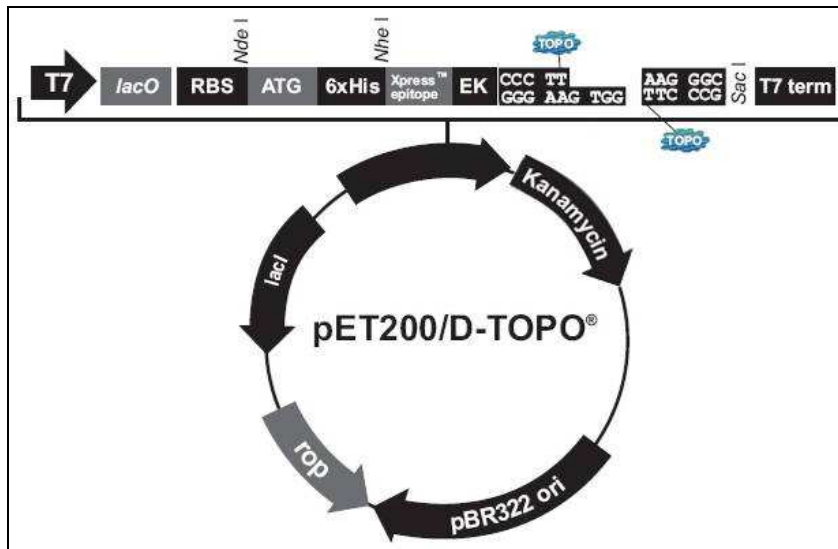 Nde I
Nhe I
TOPO
T7
lacO
RBS
ATG
6xHis
Xpress™
epitope
EK
CCC TT
GGG AAG TGG
AAG GGC
TTC CCG
Sac I
T7 term
TOPO
Kanamycin
lacI
pET200/D-TOPO®
rop
pBR322 ori